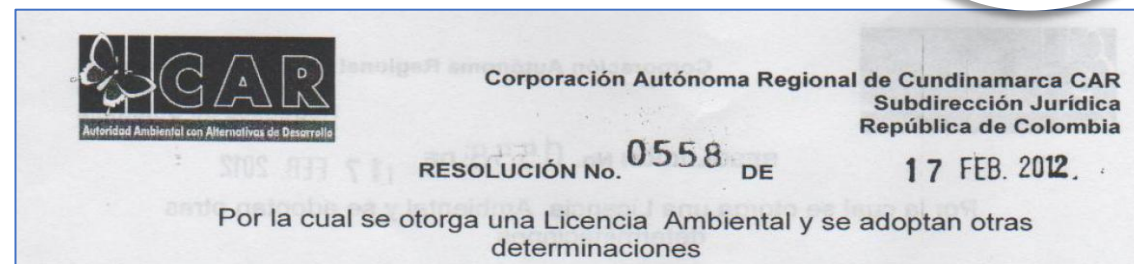 CAR
Autoridad Ambiental con Alternativas de Desarrollo
Corporación Autónoma Regional de Cundinamarca CAR
Subdirección Jurídica
República de Colombia
RESOLUCIÓN No. 0558 DE 17 FEB. 2012.
Por la cual se otorga una Licencia Ambiental y se adoptan otras
determinaciones